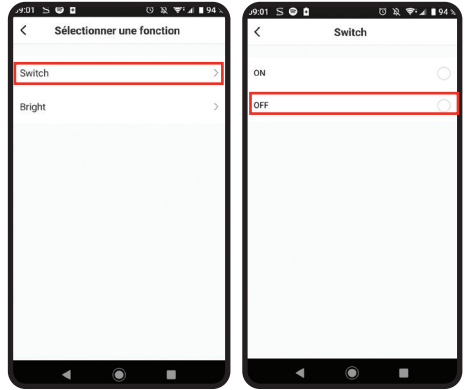 09:01 94 %
Sélectionner une fonction
Switch
Bright
09:01 94 %
Switch
ON
OFF